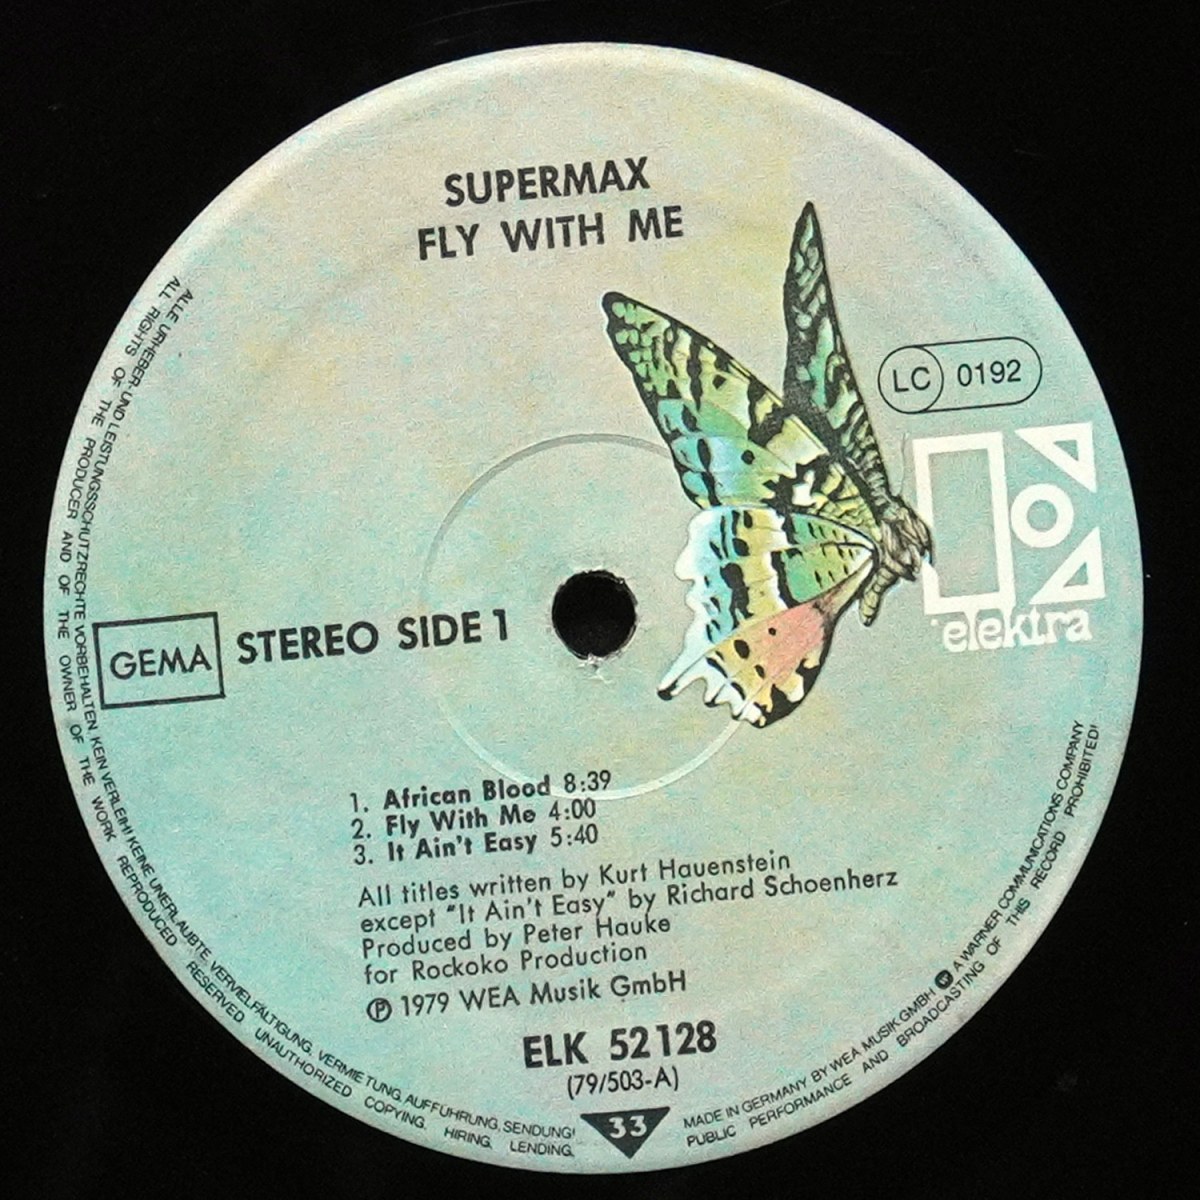 SUPERMAX
FLY WITH ME
LC 0192
elektra
GEMA
STEREO SIDE 1
1. African Blood 8:39
2. Fly With Me 4:00
3. It Ain't Easy 5:40
All titles written by Kurt Hauenstein
except "It Ain't Easy" by Richard Schoenherz
Produced by Peter Hauke
for Rockoko Production
Ⓟ 1979 WEA Musik GmbH
ELK 52 128
(79/503-A)
33
ALLE URHEBER- UND LEISTUNGSSCHUTZRECHTE VORBEHALTEN. KEIN VERLEIH! KEINE UNERLAUBTE VERVIELFÄLTIGUNG, VERMIETUNG, AUFFÜHRUNG, SENDUNG!
ALL RIGHTS OF THE PRODUCER AND OF THE OWNER OF THE WORK REPRODUCED RESERVED UNAUTHORIZED COPYING, HIRING, LENDING,
MADE IN GERMANY BY WEA MUSIK GMBH A WARNER COMMUNICATIONS COMPANY
PUBLIC PERFORMANCE AND BROADCASTING OF THIS RECORD PROHIBITED!